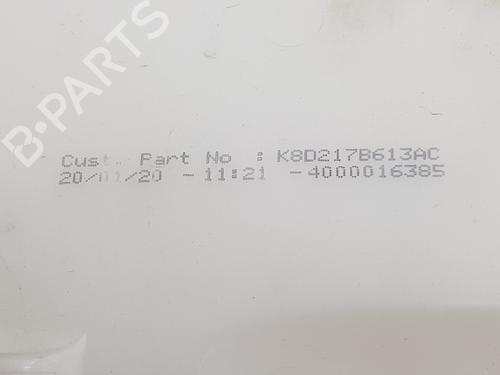 B-PARTS
Cust. Part No : K8D217B613AC
20/01/20 - 11:21 - 4000016385